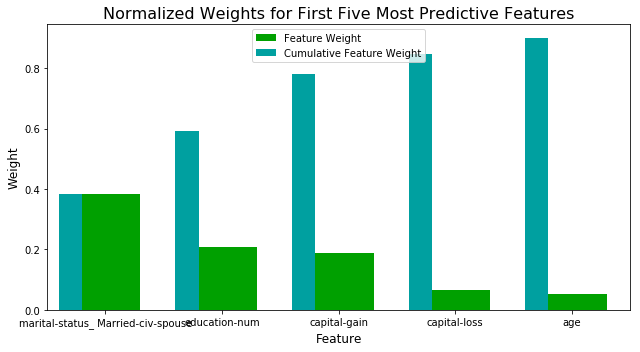 Normalized Weights for First Five Most Predictive Features
Feature Weight
Cumulative Feature Weight
Weight
0.8
0.6
0.4
0.2
0.0
marital-status_ Married-civ-spouse education-num capital-gain capital-loss age
Feature